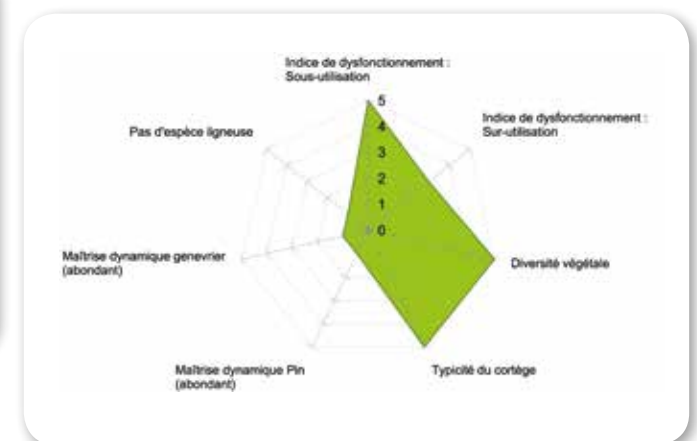 Indice de dysfonctionnement :
Sous-utilisation
Indice de dysfonctionnement :
Sur-utilisation
Pas d'espèce ligneuse
5
4
3
2
1
0
Maîtrise dynamique genevrier
(abondant)
Diversité végétale
Maîtrise dynamique Pin
(abondant)
Typicité du cortège